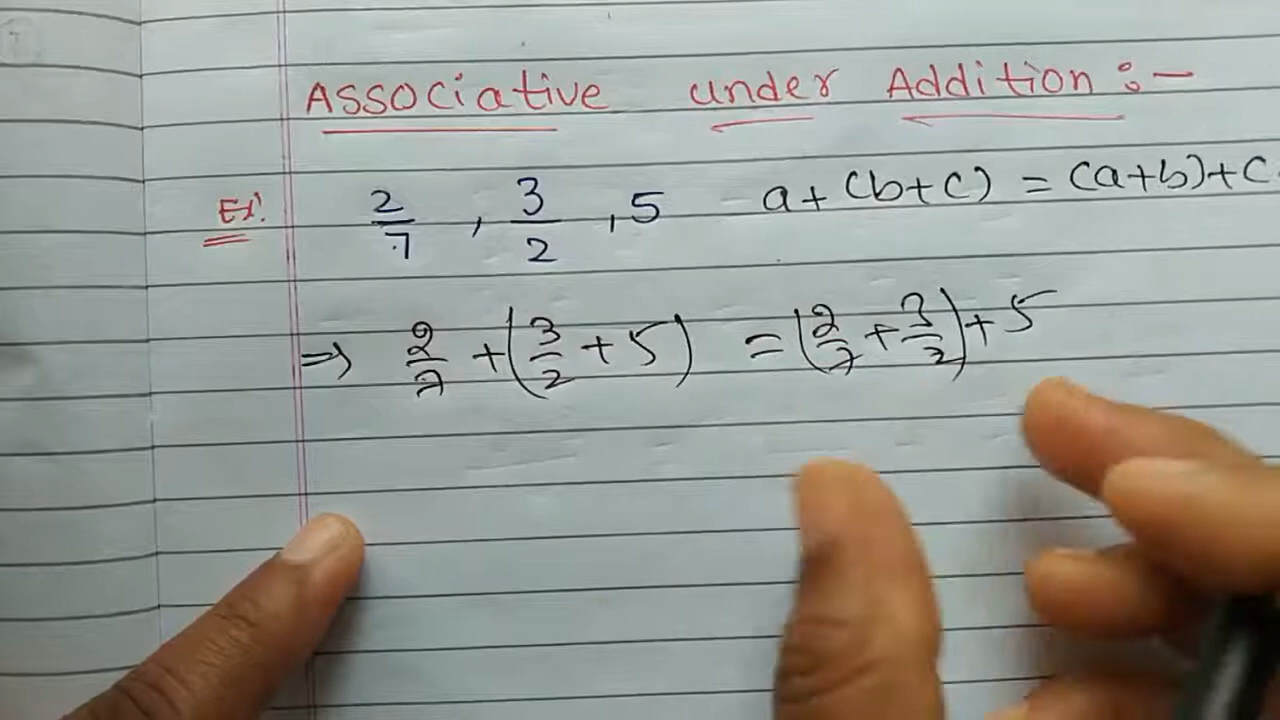 Associative under Addition :-
Ex! 2/7 , 3/2 , 5 a+(b+c) = (a+b)+c.
⇒ 2/7 + (3/2 + 5) = (2/7 + 3/2) + 5